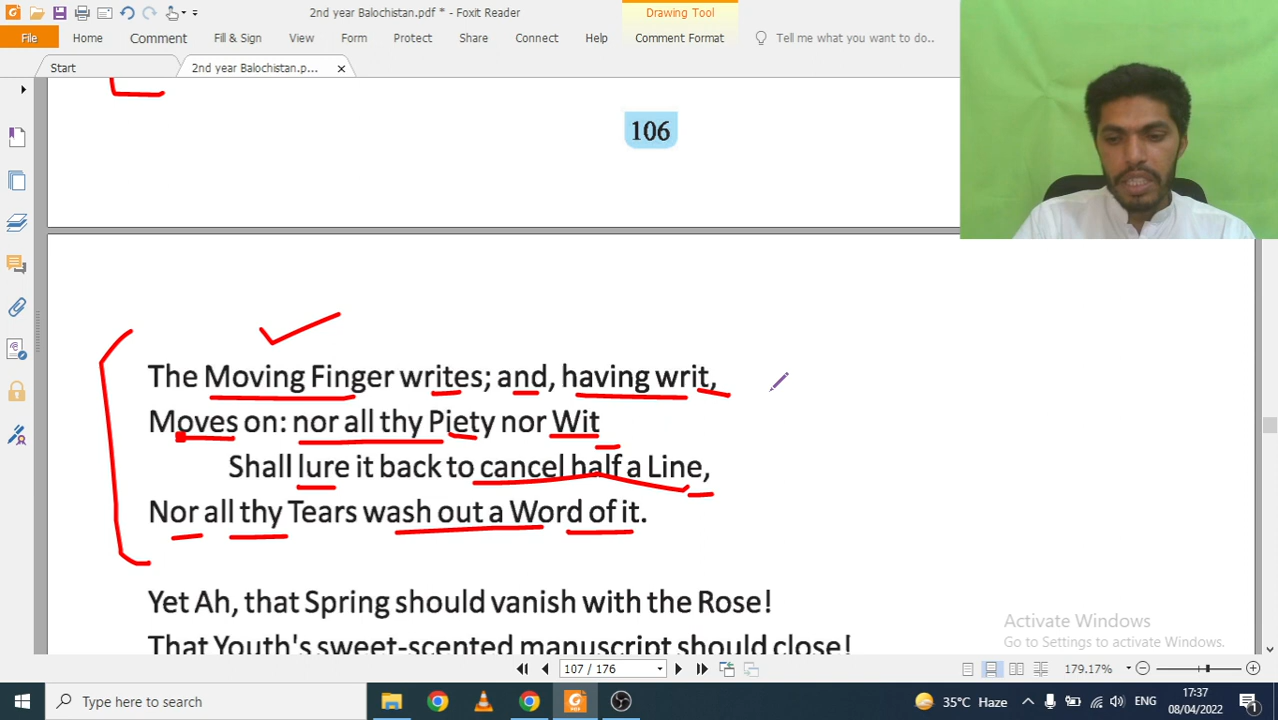 2nd year Balochistan.pdf * - Foxit Reader
Drawing Tool
File Home Comment Fill & Sign View Form Protect Share Connect Help Comment Format Tell me what you want to do..
Start 2nd year Balochistan.p... ×
106
The Moving Finger writes; and, having writ,
Moves on: nor all thy Piety nor Wit
Shall lure it back to cancel half a Line,
Nor all thy Tears wash out a Word of it.
Yet Ah, that Spring should vanish with the Rose!
That Youth's sweet-scented manuscript should close!
Activate Windows
Go to Settings to activate Windows.
107 / 176 179.17%
Type here to search
35°C Haze
ENG
17:37
08/04/2022
1